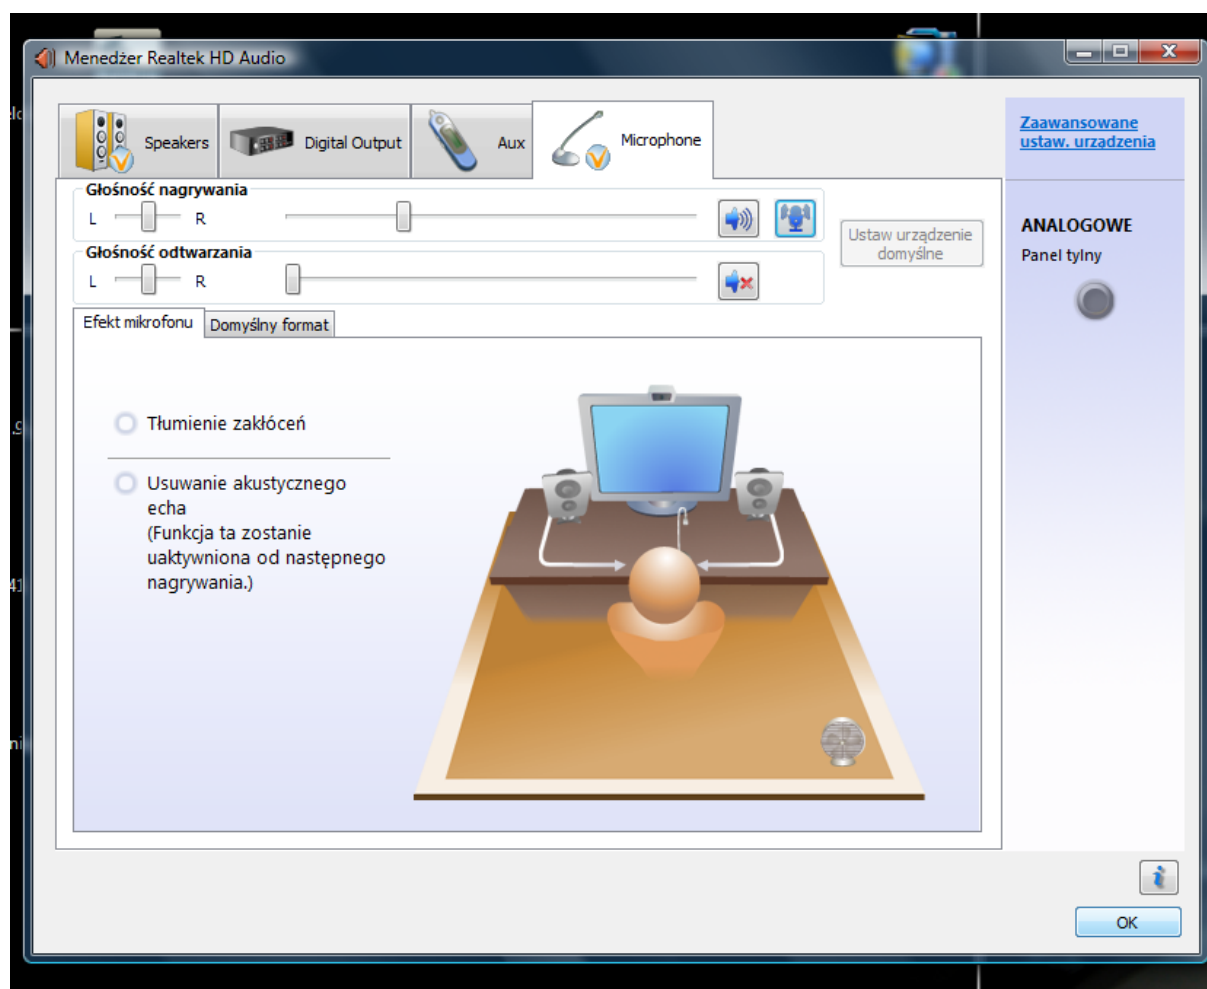 Menedżer Realtek HD Audio
Speakers
Digital Output
Aux
Microphone
Zaawansowane
ustaw. urządzenia
Głośność nagrywania
L
R
Ustaw urządzenie
domyślne
Głośność odtwarzania
L
R
ANALOGOWE
Panel tylny
Efekt mikrofonu
Domyślny format
Tłumienie zakłóceń
Usuwanie akustycznego
echa
(Funkcja ta zostanie
uaktywniona od następnego
nagrywania.)
OK